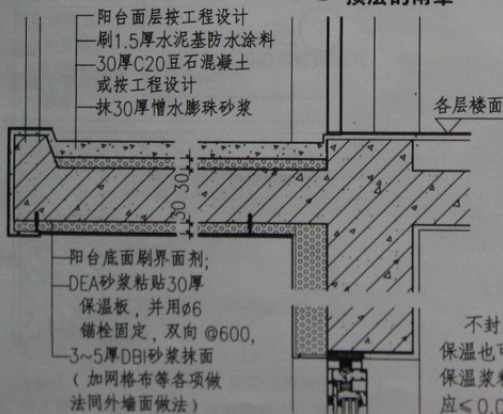 顶层的雨罩
阳台面层按工程设计
刷1.5厚水泥基防水涂料
30厚C20豆石混凝土
或按工程设计
抹30厚憎水膨珠砂浆
各层楼面
30 30
阳台底面刷界面剂;
DEA砂浆粘贴30厚
保温板，并用ø6
锚栓固定，双向@600,
3~5厚DBI砂浆抹面
(加网格布等各项做
法同外墙面做法)
不封
保温也可
保温浆料
应≤0.0